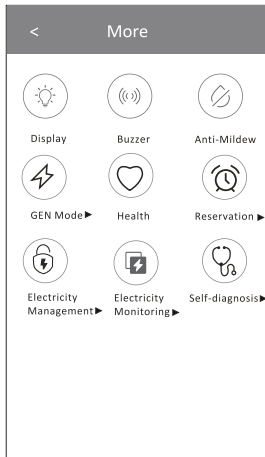 < More
Display Buzzer Anti-Mildew
GEN Mode▶ Health Reservation▶
Electricity Electricity Self-diagnosis▶
Management▶ Monitoring▶